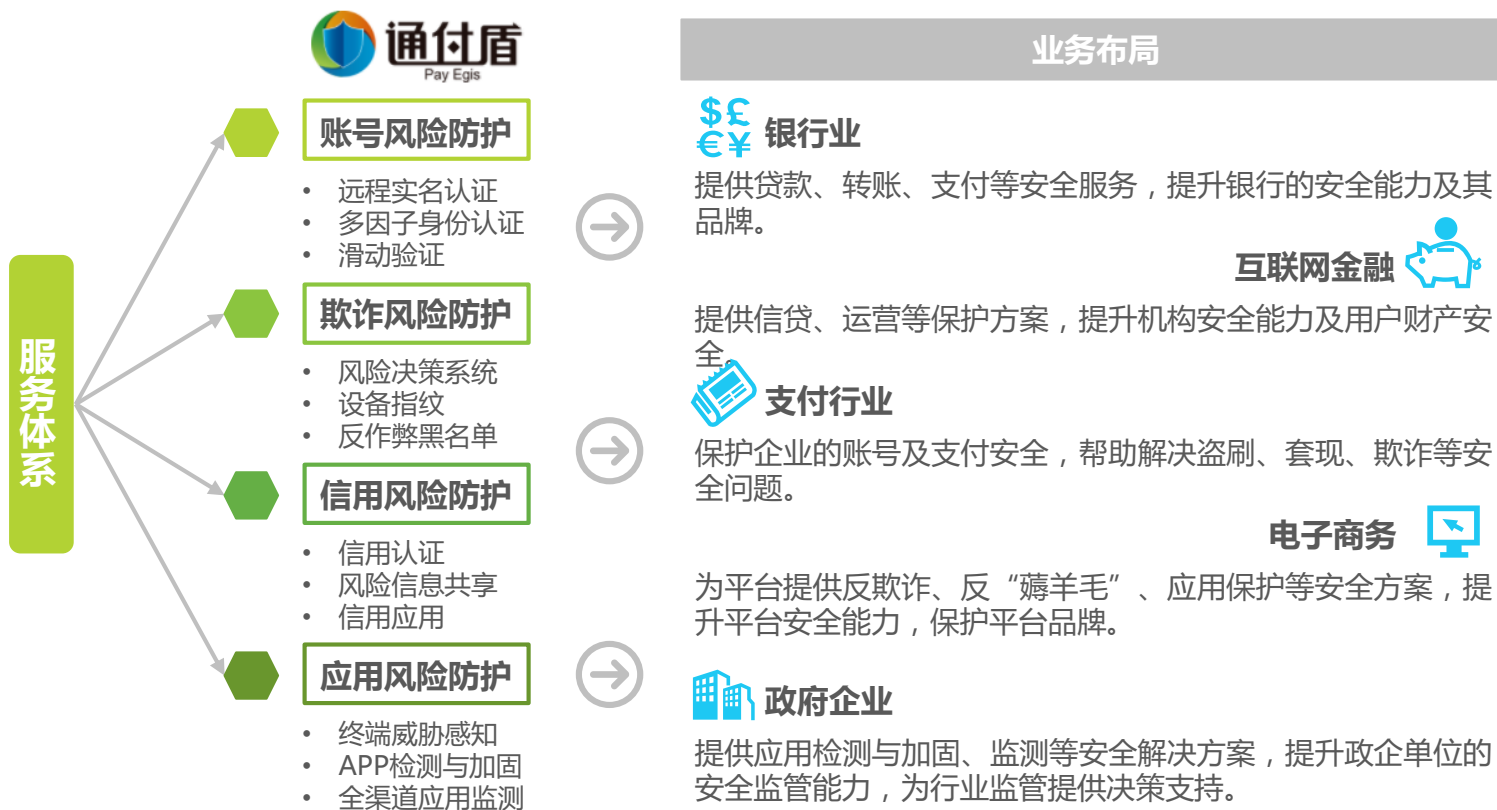 通付盾
Pay Egis
服务体系
账号风险防护
• 远程实名认证
• 多因子身份认证
• 滑动验证
欺诈风险防护
• 风险决策系统
• 设备指纹
• 反作弊黑名单
信用风险防护
• 信用认证
• 风险信息共享
• 信用应用
应用风险防护
• 终端威胁感知
• APP检测与加固
• 全渠道应用监测
业务布局
$£
€¥
银行业
提供贷款、转账、支付等安全服务，提升银行的安全能力及其
品牌。
互联网金融
提供信贷、运营等保护方案，提升机构安全能力及用户财产安
全。
支付行业
保护企业的账号及支付安全，帮助解决盗刷、套现、欺诈等安
全问题。
电子商务
为平台提供反欺诈、反“薅羊毛”、应用保护等安全方案，提
升平台安全能力，保护平台品牌。
政府企业
提供应用检测与加固、监测等安全解决方案，提升政企单位的
安全监管能力，为行业监管提供决策支持。